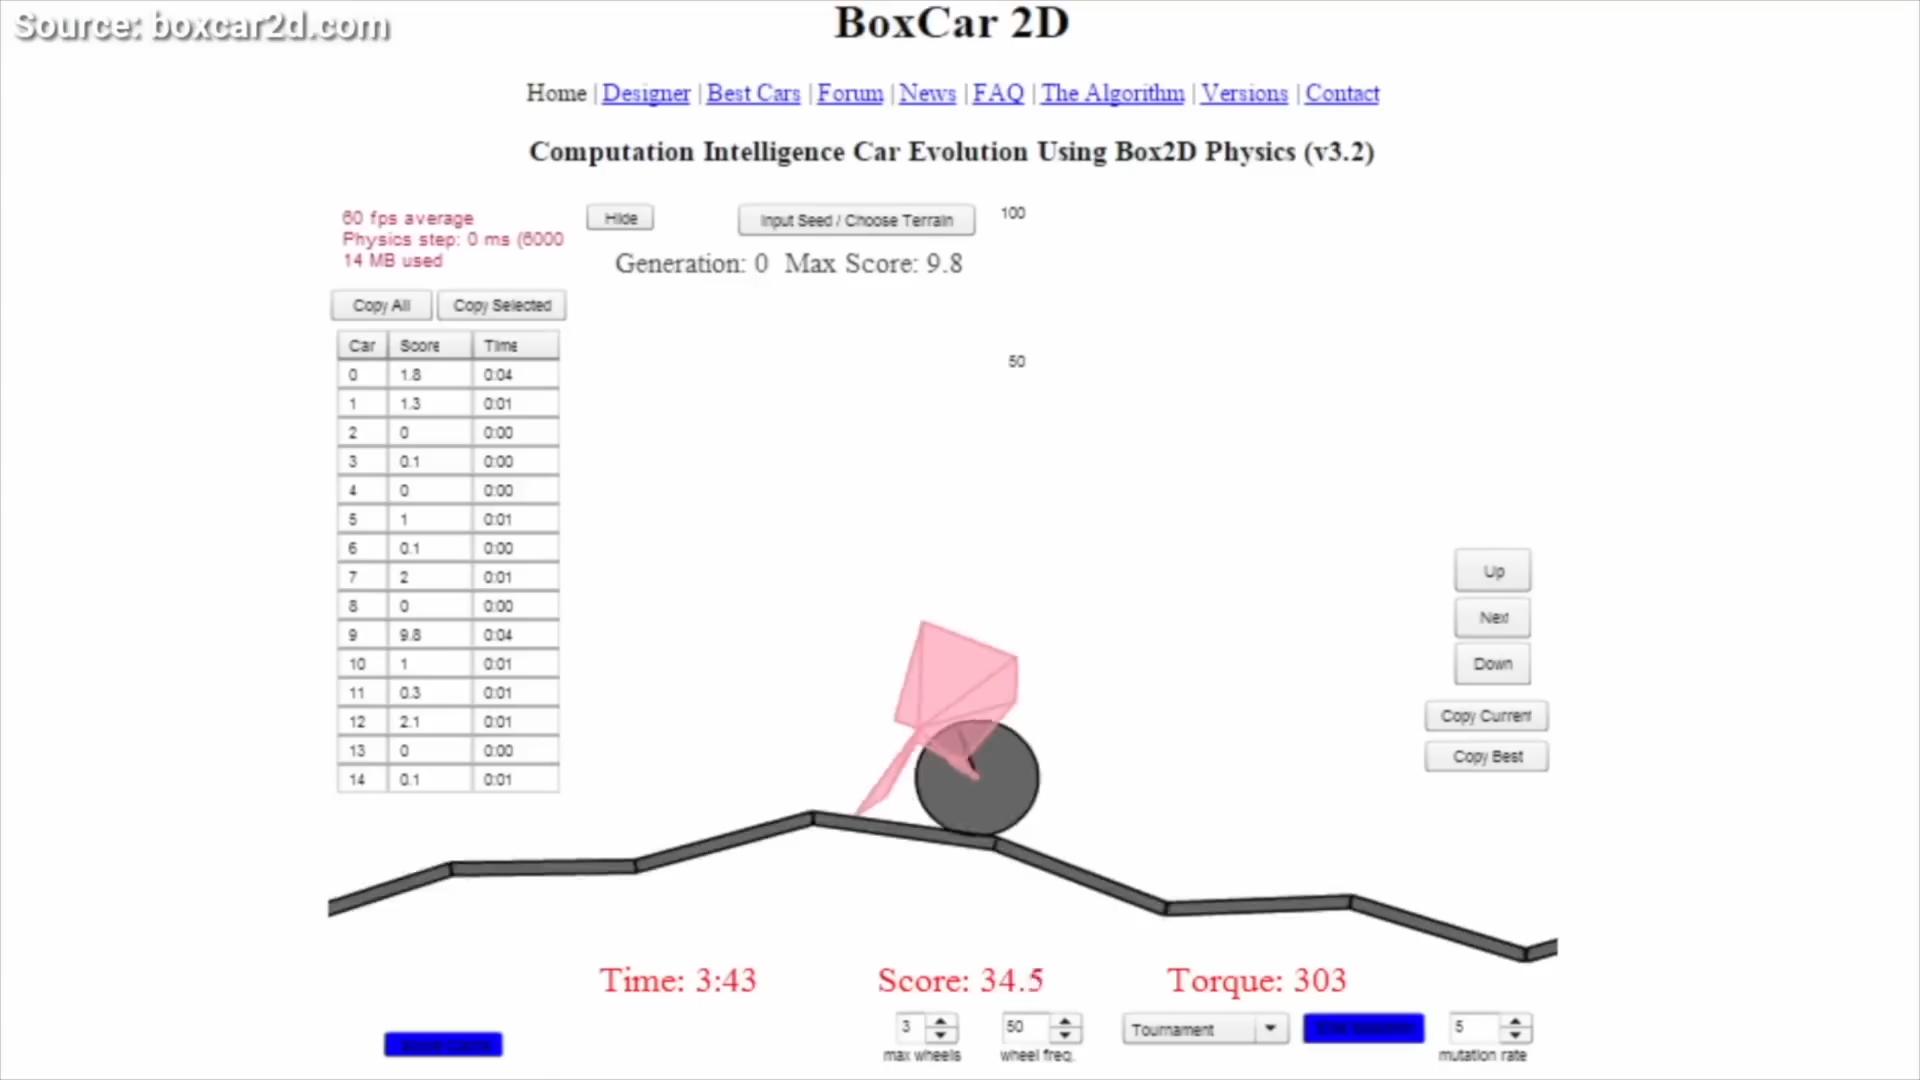 Source: boxcar2d.com
BoxCar 2D
Home | Designer | Best Cars | Forum | News | FAQ | The Algorithm | Versions | Contact
Computation Intelligence Car Evolution Using Box2D Physics (v3.2)
60 fps average
Physics step: 0 ms (6000
14 MB used
Hide
Input Seed / Choose Terrain
100
Generation: 0 Max Score: 9.8
50
Copy All
Copy Selected
Car Score Time
0 1.8 0:04
1 1.3 0:01
2 0 0:00
3 0.1 0:00
4 0 0:00
5 1 0:01
6 0.1 0:00
7 2 0:01
8 0 0:00
9 9.8 0:04
10 1 0:01
11 0.3 0:01
12 2.1 0:01
13 0 0:00
14 0.1 0:01
Up
Next
Down
Copy Current
Copy Best
Time: 3:43
Score: 34.5
Torque: 303
3
max wheels
50
wheel freq.
Tournament
5
mutation rate